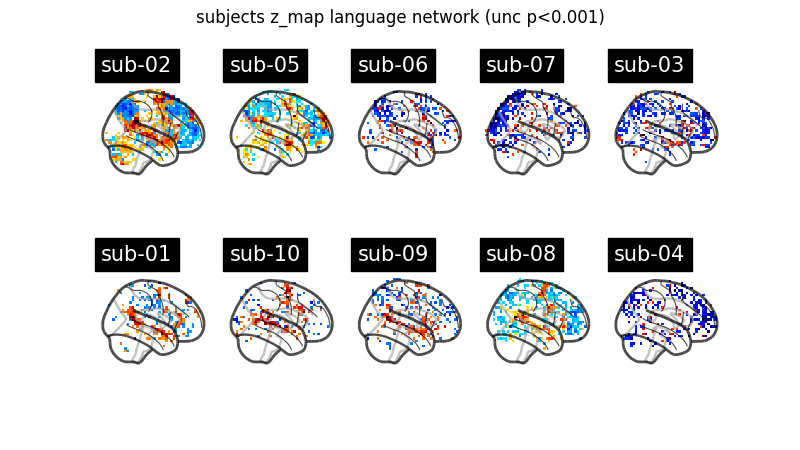 subjects z_map language network (unc p<0.001)
sub-02 sub-05 sub-06 sub-07 sub-03
sub-01 sub-10 sub-09 sub-08 sub-04